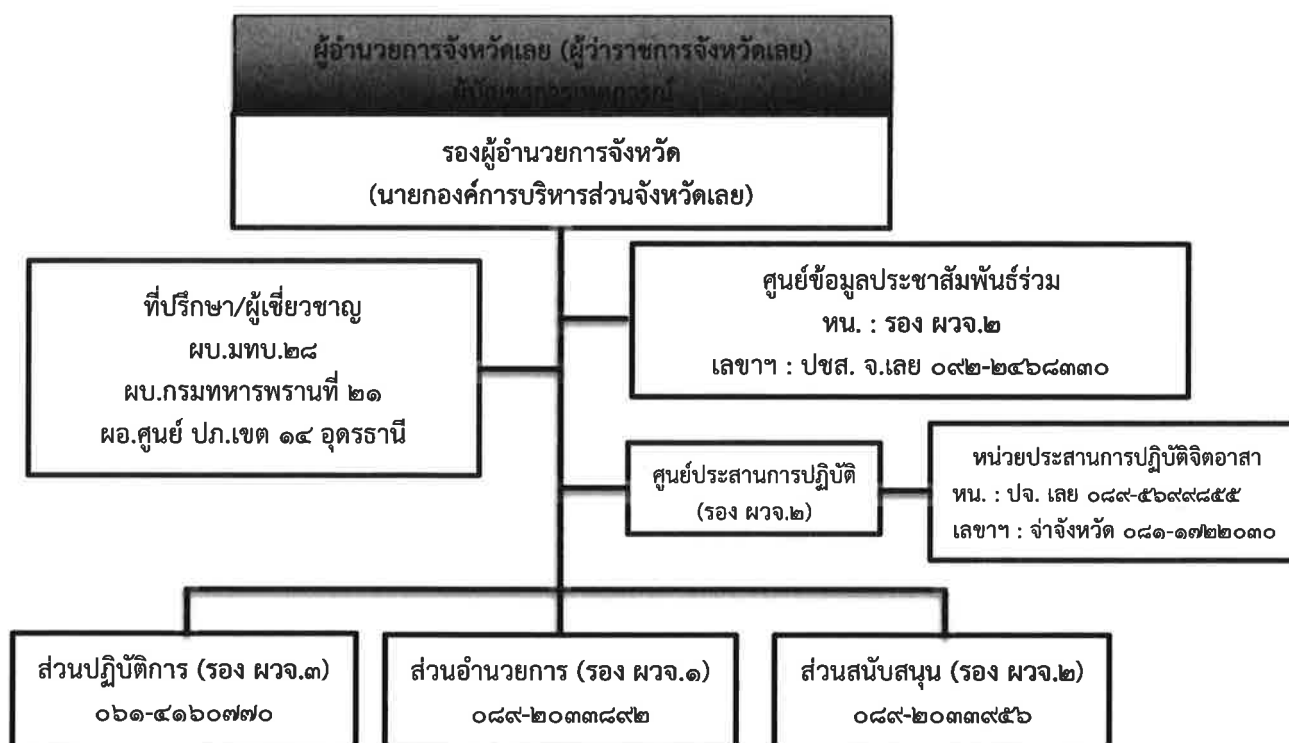 ผู้อำนวยการจังหวัดเลย (ผู้ว่าราชการจังหวัดเลย)
ผู้บัญชาการเหตุการณ์
รองผู้อำนวยการจังหวัด
(นายกองค์การบริหารส่วนจังหวัดเลย)
ที่ปรึกษา/ผู้เชี่ยวชาญ
ผบ.มทบ.๒๘
ผบ.กรมทหารพรานที่ ๒๑
ผอ.ศูนย์ ปภ.เขต ๑๔ อุดรธานี
ศูนย์ข้อมูลประชาสัมพันธ์ร่วม
หน. : รอง ผวจ.๒
เลขาฯ : ปชส. จ.เลย ๐๙๒-๒๔๖๘๓๓๐
ศูนย์ประสานการปฏิบัติ
(รอง ผวจ.๒)
หน่วยประสานการปฏิบัติจิตอาสา
หน. : ปจ. เลย ๐๘๙-๕๖๙๙๘๕๕
เลขาฯ : จ่าจังหวัด ๐๘๑-๑๗๒๒๐๓๐
ส่วนปฏิบัติการ (รอง ผวจ.๓)
๐๖๑-๔๑๖๐๗๗๐
ส่วนอำนวยการ (รอง ผวจ.๑)
๐๘๙-๒๐๓๓๘๙๒
ส่วนสนับสนุน (รอง ผวจ.๒)
๐๘๙-๒๐๓๓๙๕๖